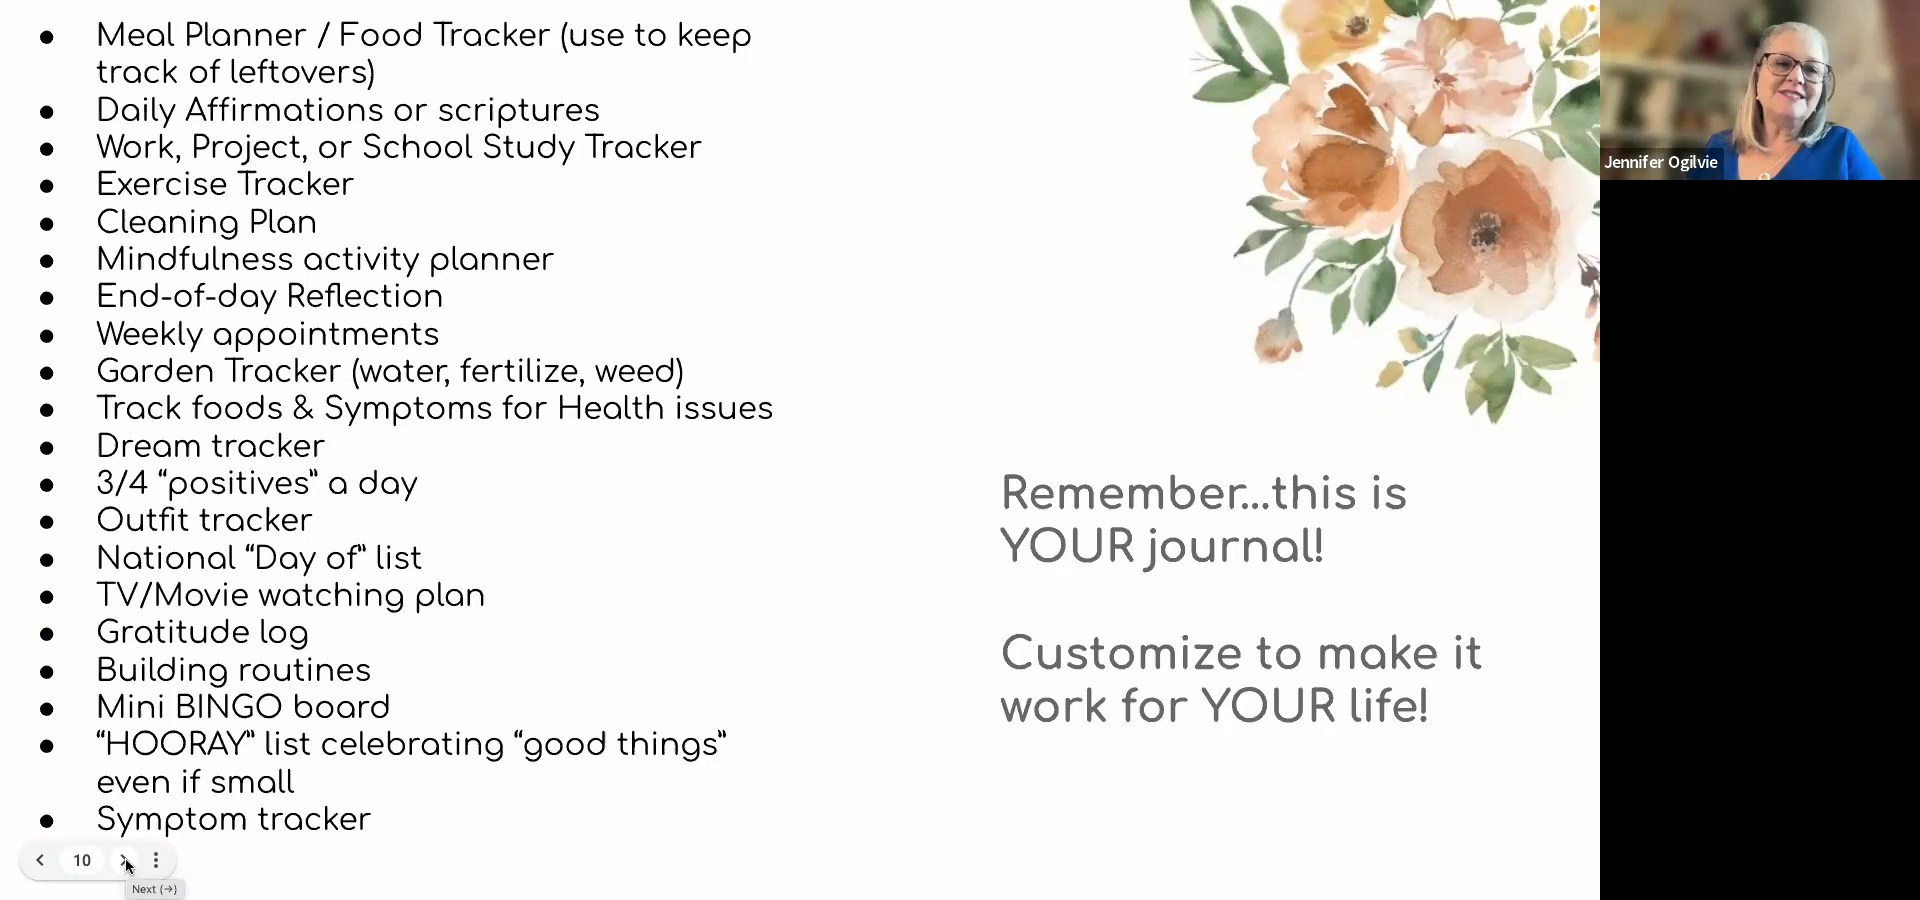 ● Meal Planner / Food Tracker (use to keep
track of leftovers)
● Daily Affirmations or scriptures
● Work, Project, or School Study Tracker
● Exercise Tracker
● Cleaning Plan
● Mindfulness activity planner
● End-of-day Reflection
● Weekly appointments
● Garden Tracker (water, fertilize, weed)
● Track foods & Symptoms for Health issues
● Dream tracker
● 3/4 “positives” a day
● Outfit tracker
● National “Day of” list
● TV/Movie watching plan
● Gratitude log
● Building routines
● Mini BINGO board
● “HOORAY” list celebrating “good things”
even if small
● Symptom tracker
Remember...this is
YOUR journal!
Customize to make it
work for YOUR life!
Jennifer Ogilvie
10
Next (→)